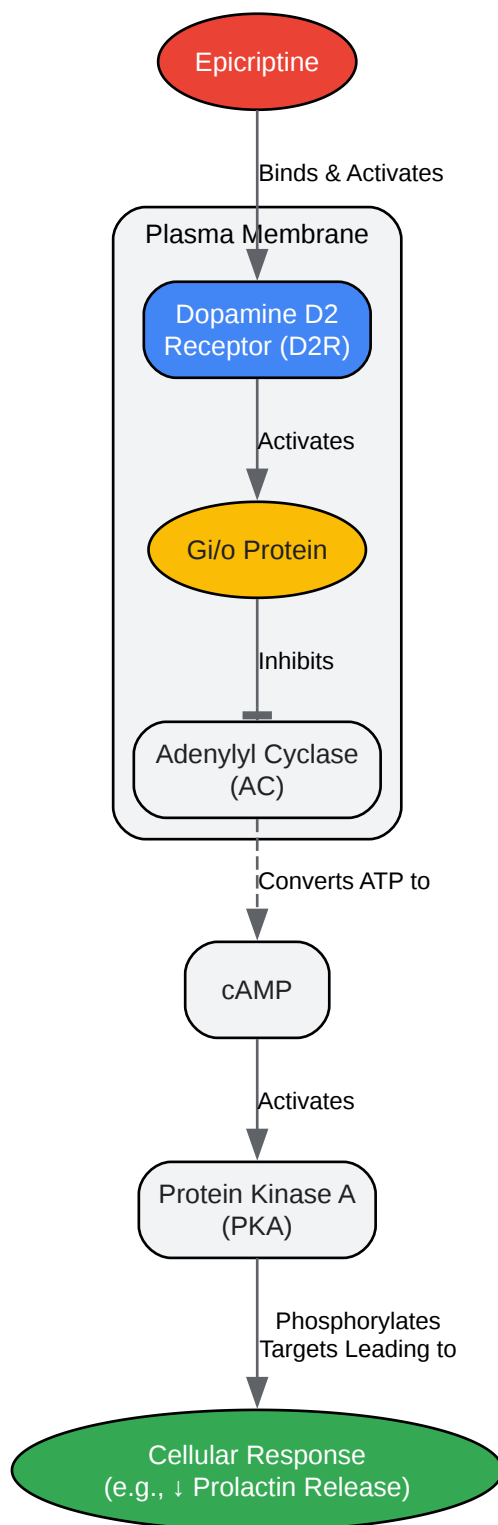 Epicriptine
Binds & Activates
Plasma Membrane
Dopamine D2
Receptor (D2R)
Activates
Gi/o Protein
Inhibits
Adenylyl Cyclase
(AC)
Converts ATP to
cAMP
Activates
Protein Kinase A
(PKA)
Phosphorylates
Targets Leading to
Cellular Response
(e.g., ↓ Prolactin Release)